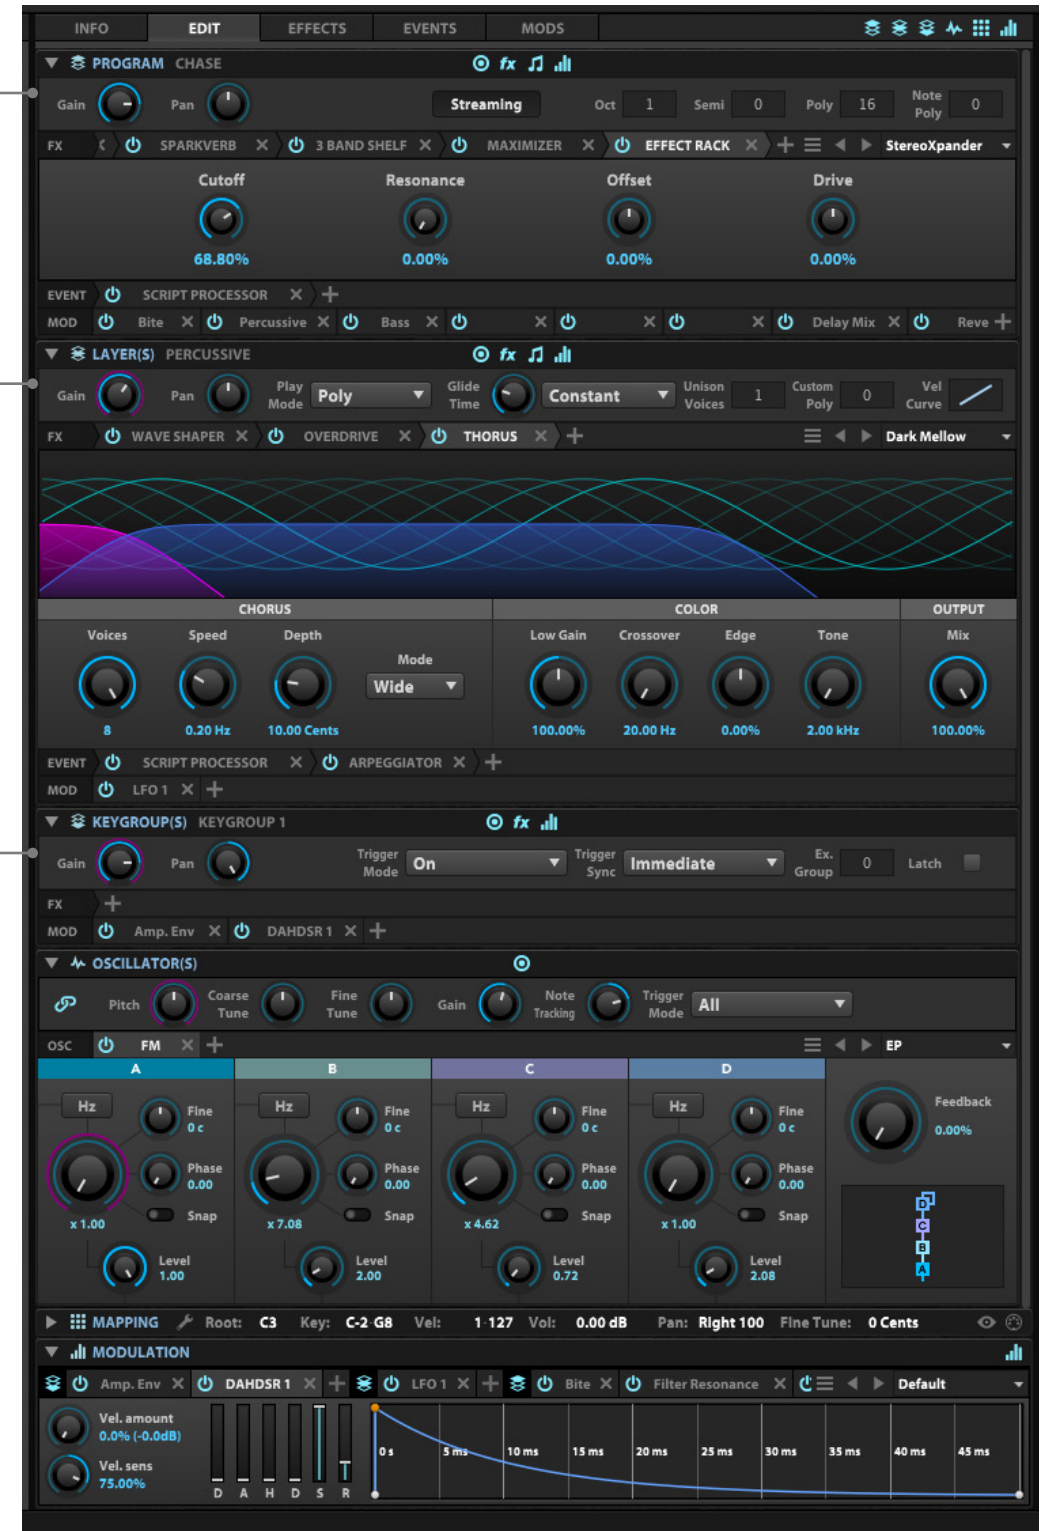 INFO EDIT EFFECTS EVENTS MODS
PROGRAM CHASE fx
Gain Pan Streaming Oct 1 Semi 0 Poly 16 Note Poly 0
FX SPARKVERB 3 BAND SHELF MAXIMIZER EFFECT RACK StereoXpander
Cutoff Resonance Offset Drive
68.80% 0.00% 0.00% 0.00%
EVENT SCRIPT PROCESSOR
MOD Bite Percussive Bass Delay Mix Reve
LAYER(S) PERCUSSIVE fx
Gain Pan Play Mode Poly Glide Time Constant Unison Voices 1 Custom Poly 0 Vel Curve
FX WAVE SHAPER OVERDRIVE THORUS Dark Mellow
CHORUS COLOR OUTPUT
Voices Speed Depth Mode Low Gain Crossover Edge Tone Mix
Wide
8 0.20 Hz 10.00 Cents 100.00% 20.00 Hz 0.00% 2.00 kHz 100.00%
EVENT SCRIPT PROCESSOR ARPEGGIATOR
MOD LFO 1
KEYGROUP(S) KEYGROUP 1 fx
Gain Pan Trigger Mode On Trigger Sync Immediate Ex. Group 0 Latch
FX
MOD Amp. Env DAHDSR 1
OSCILLATOR(S)
Pitch Coarse Tune Fine Tune Gain Note Tracking Trigger Mode All
OSC FM EP
A B C D
Hz Fine Hz Fine Hz Fine Hz Fine Feedback
0 c 0 c 0 c 0 c 0.00%
Phase Phase Phase Phase
0.00 0.00 0.00 0.00
x 1.00 Snap x 7.08 Snap x 4.62 Snap x 1.00 Snap
D
C
B
A
Level Level Level Level
1.00 2.00 0.72 2.08
MAPPING Root: C3 Key: C-2-G8 Vel: 1-127 Vol: 0.00 dB Pan: Right 100 Fine Tune: 0 Cents
MODULATION
Amp. Env DAHDSR 1 LFO 1 Bite Filter Resonance Default
Vel. amount
0.0% (-0.0dB)
0 s 5 ms 10 ms 15 ms 20 ms 25 ms 30 ms 35 ms 40 ms 45 ms
Vel. sens
75.00%
D A H D S R